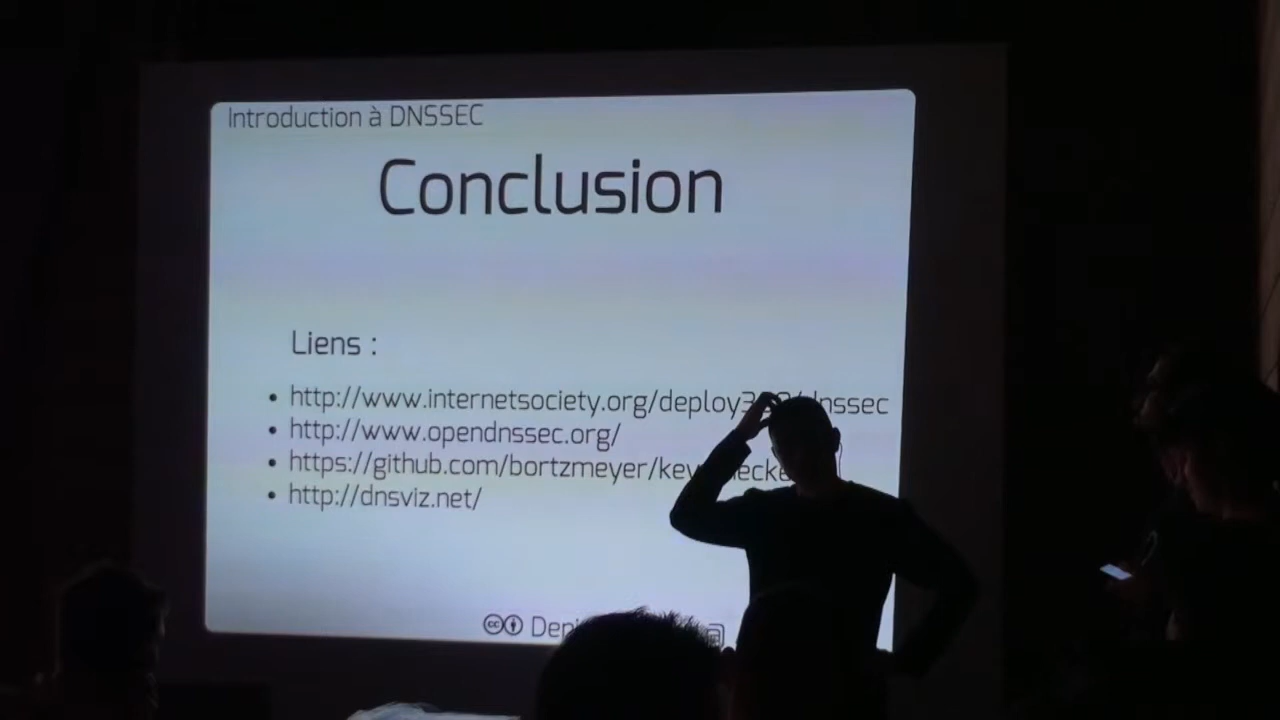 Introduction à DNSSEC
Conclusion
Liens :
• http://www.internetsociety.org/deploy360/dnssec
• http://www.opendnssec.org/
• https://github.com/bortzmeyer/key
• http://dnsviz.net/